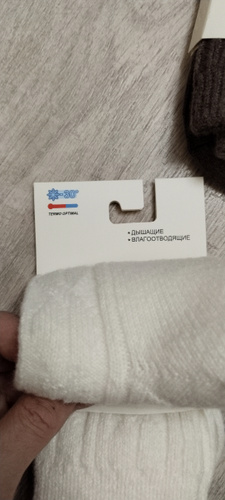 -30°
TERMO-OPTIMAL
• ДЫШАЩИЕ
• ВЛАГООТВОДЯЩИЕ